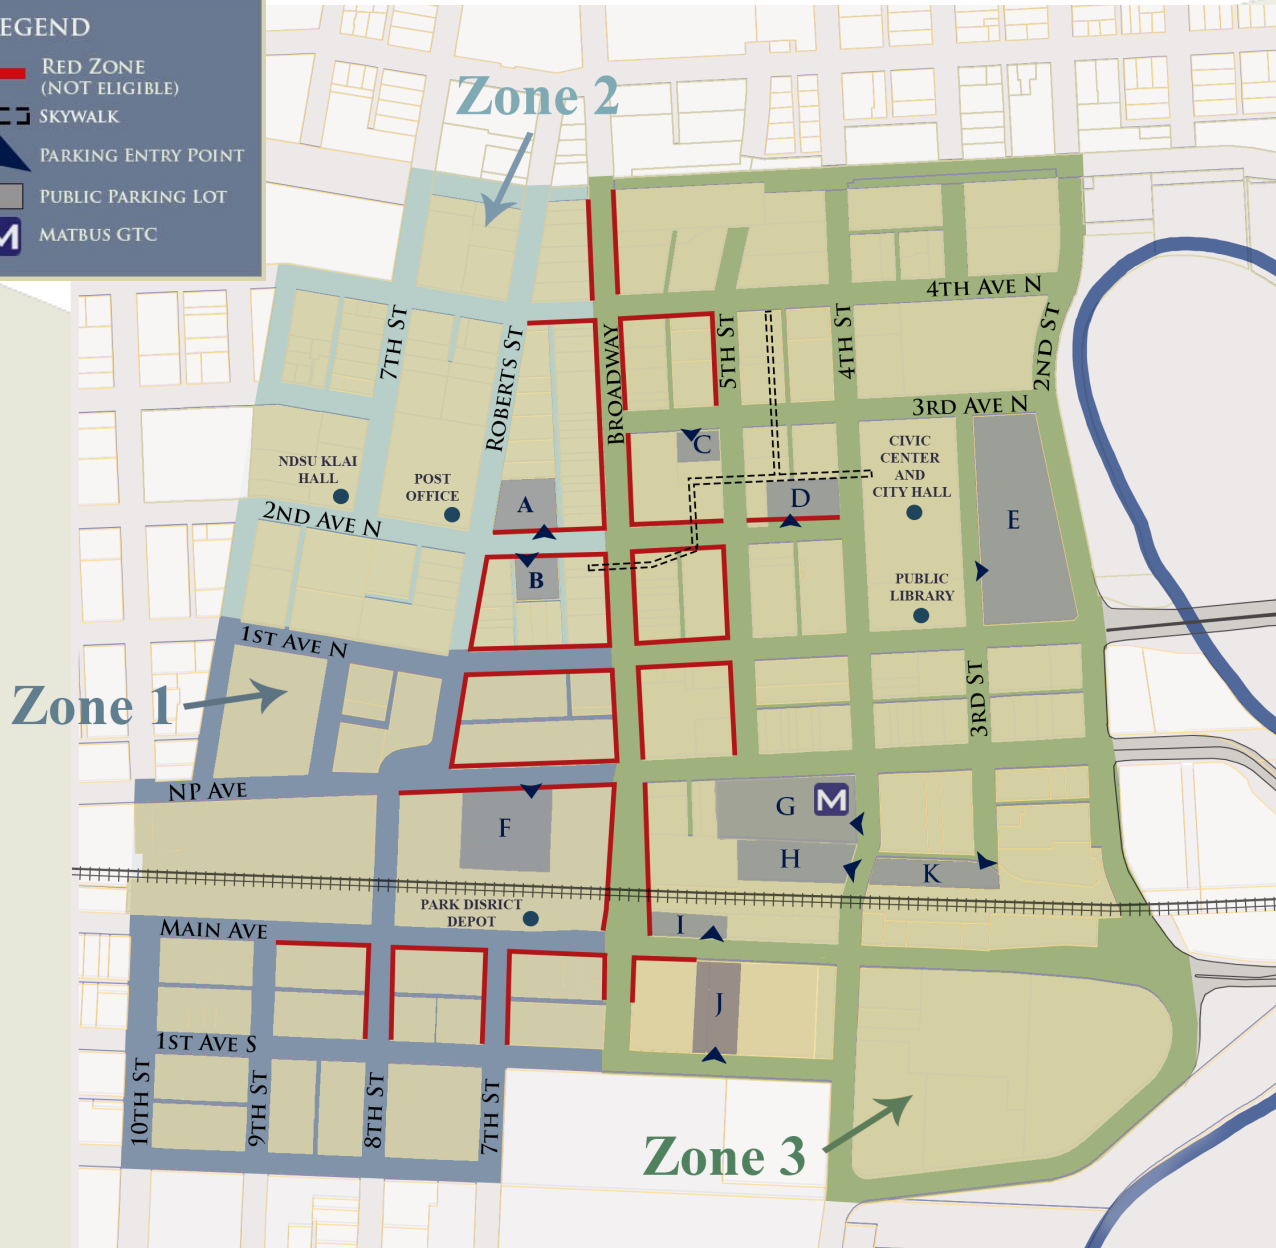 EGEND
RED ZONE
(NOT ELIGIBLE)
SKYWALK
PARKING ENTRY POINT
PUBLIC PARKING LOT
M
MATBUS GTC
Zone 2
4TH AVE N
7TH ST
ROBERTS ST
BROADWAY
5TH ST
4TH ST
2ND ST
3RD AVE N
C
CIVIC
CENTER
AND
CITY HALL
NDSU KLAI
HALL
POST
OFFICE
A
D
E
2ND AVE N
B
PUBLIC
LIBRARY
1ST AVE N
Zone 1
3RD ST
NP AVE
F
G
M
H
K
PARK DISRICT
DEPOT
I
MAIN AVE
J
1ST AVE S
10TH ST
9TH ST
8TH ST
7TH ST
Zone 3